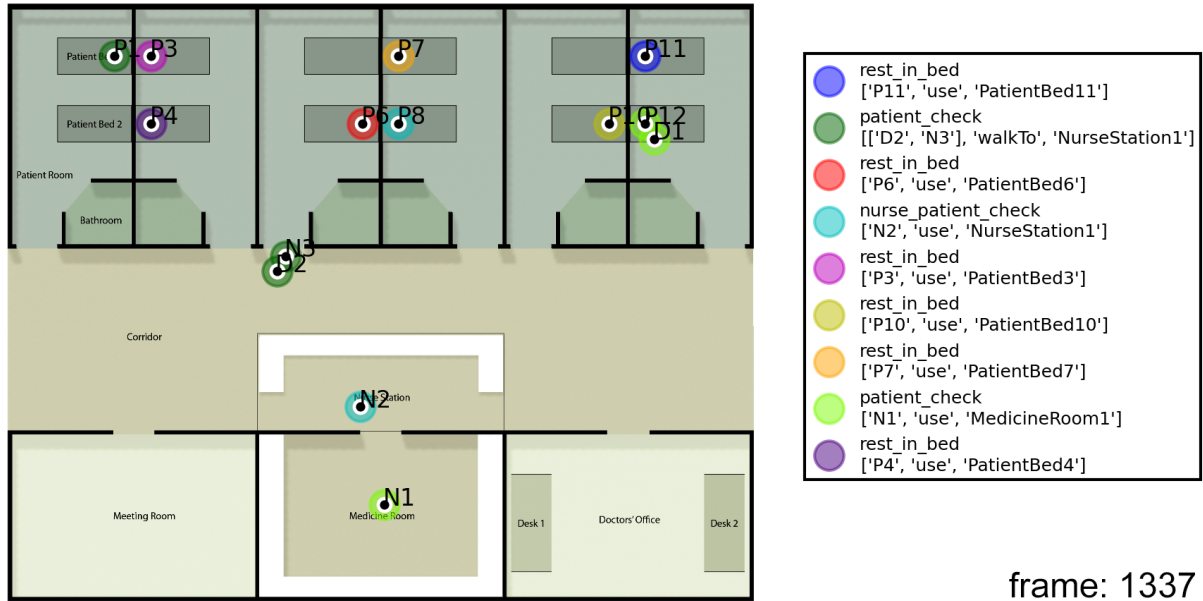 P1
P3
P7
P11
Patient B
Patient Bed 2
P4
P6
P8
P10
P12
D1
Patient Room
Bathroom
N3
D2
Corridor
N2
Station
N1
Meeting Room
Medicine Room
Desk 1
Doctors' Office
Desk 2
rest_in_bed
['P11', 'use', 'PatientBed11']
patient_check
[['D2', 'N3'], 'walkTo', 'NurseStation1']
rest_in_bed
['P6', 'use', 'PatientBed6']
nurse_patient_check
['N2', 'use', 'NurseStation1']
rest_in_bed
['P3', 'use', 'PatientBed3']
rest_in_bed
['P10', 'use', 'PatientBed10']
rest_in_bed
['P7', 'use', 'PatientBed7']
patient_check
['N1', 'use', 'MedicineRoom1']
rest_in_bed
['P4', 'use', 'PatientBed4']
frame: 1337